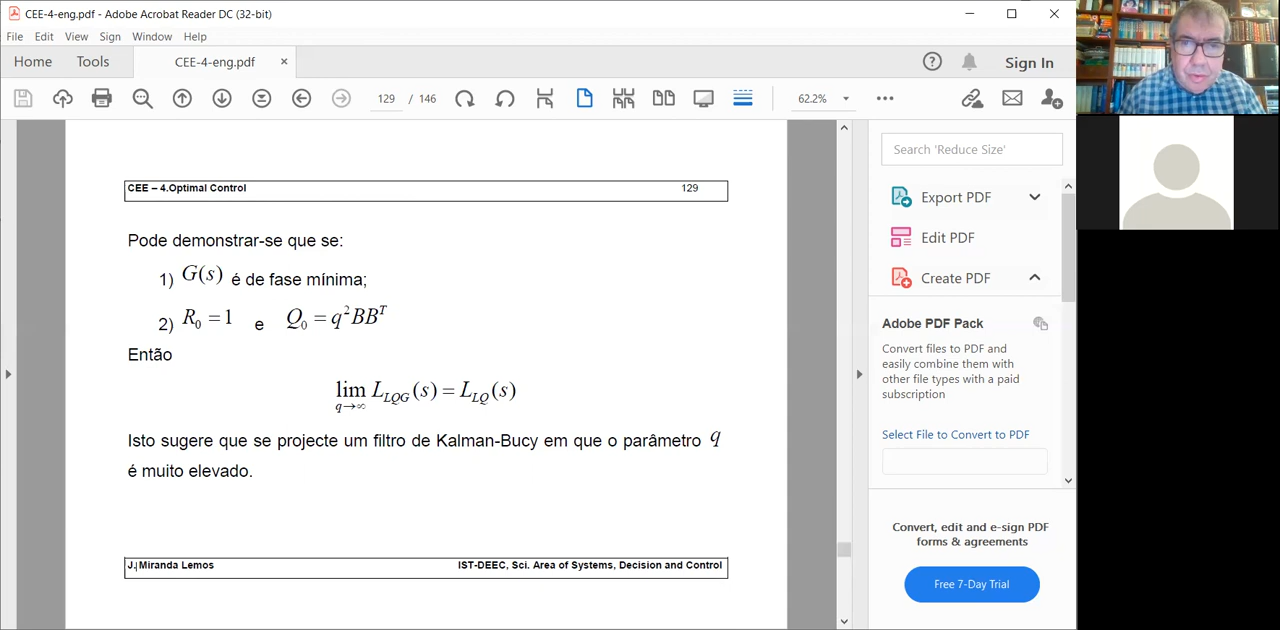 CEE-4-eng.pdf - Adobe Acrobat Reader DC (32-bit)
File Edit View Sign Window Help
Home Tools CEE-4-eng.pdf × Sign In
129 / 146 62.2%
CEE – 4.Optimal Control 129
Pode demonstrar-se que se:
1) G(s) é de fase mínima;
2) R₀ = 1 e Q₀ = q²BBᵀ
Então
lim L_LQG(s) = L_LQ(s)
q→∞
Isto sugere que se projecte um filtro de Kalman-Bucy em que o parâmetro q
é muito elevado.
J. Miranda Lemos IST-DEEC, Sci. Area of Systems, Decision and Control
Search 'Reduce Size'
Export PDF
Edit PDF
Create PDF
Adobe PDF Pack
Convert files to PDF and
easily combine them with
other file types with a paid
subscription
Select File to Convert to PDF
Convert, edit and e-sign PDF
forms & agreements
Free 7-Day Trial